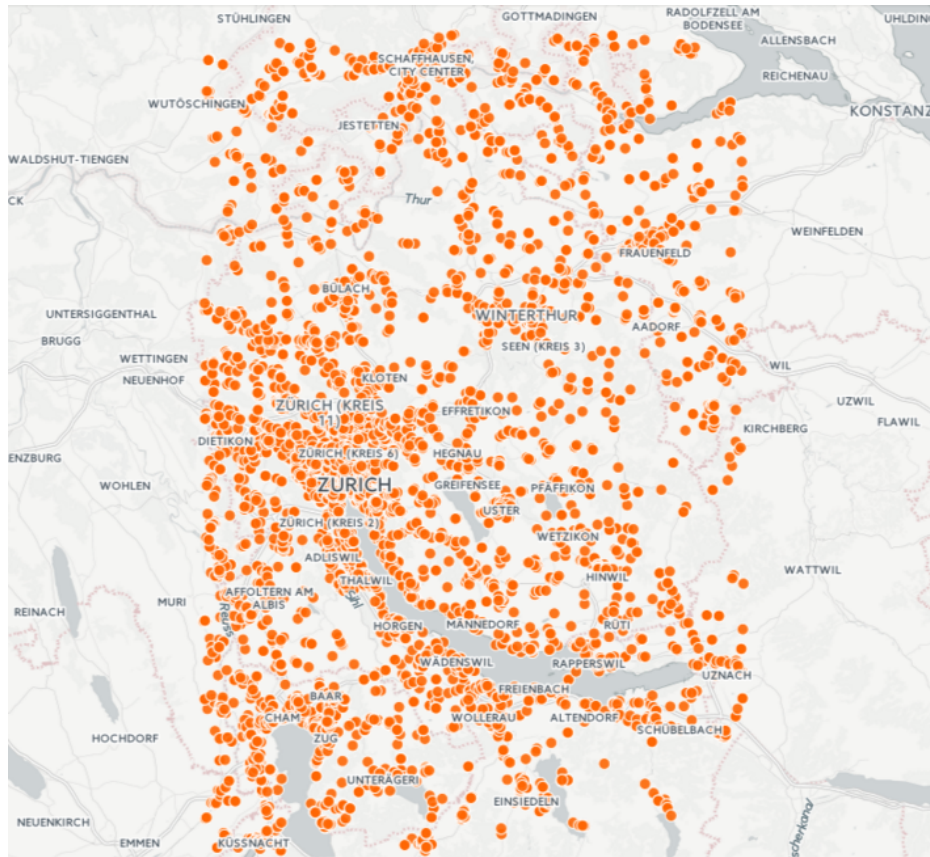 STÜHLINGEN
GOTTMADINGEN
RADOLFZELL AM
BODENSEE
UHLDING
ALLENSBACH
SCHAFFHAUSEN,
CITY CENTER
REICHENAU
WUTÖSCHINGEN
KONSTANZ
JESTETTEN
WALDSHUT-TIENGEN
CK
Thur
WEINFELDEN
FRAUENFELD
BÜLACH
UNTERSIGGENTHAL
WINTERTHUR
AADORF
BRUGG
SEEN (KREIS 3)
WETTINGEN
WIL
NEUENHOF
KLOTEN
ZÜRICH (KREIS
11)
EFFRETIKON
UZWIL
FLAWIL
KIRCHBERG
DIETIKON
ZÜRICH (KREIS 6)
HEGNAU
ENZBURG
WOHLEN
ZÜRICH
GREIFENSEE
PFÄFFIKON
USTER
ZÜRICH (KREIS 2)
WETZIKON
ADLISWIL
WATTWIL
THALWIL
HINWIL
AFFOLTERN AM
ALBIS
Sihl
MURI
REINACH
Reuss
HORGEN
MÄNNEDORF
RÜTI
WÄDENSWIL
RAPPERSWIL
UZNACH
BAAR
FREIENBACH
CHAM
WOLLERAU
ALTENDORF
SCHÜBELBACH
HOCHDORF
ZUG
UNTERÄGERI
EINSIEDELN
NEUENKIRCH
EMMEN
KÜSSNACHT
scherkanal